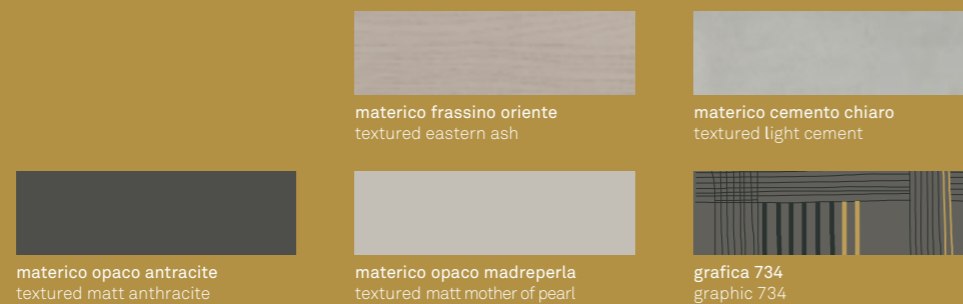 materico frassino oriente
textured eastern ash
materico cemento chiaro
textured light cement
materico opaco antracite
textured matt anthracite
materico opaco madreperla
textured matt mother of pearl
grafica 734
graphic 734